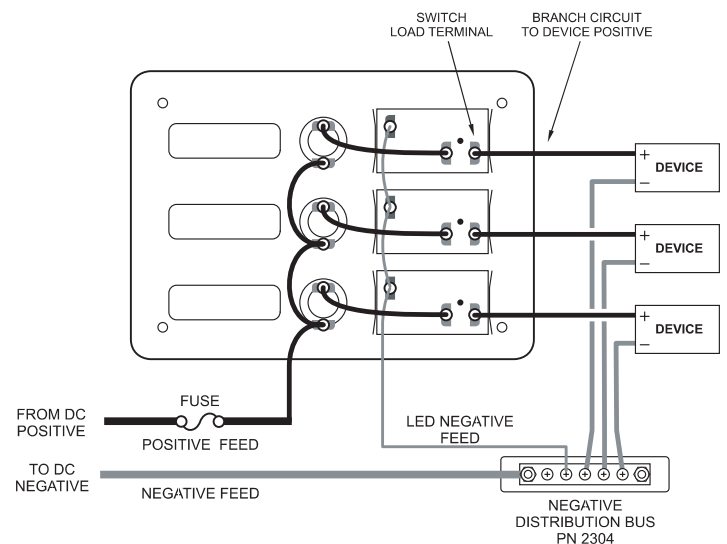 SWITCH
LOAD TERMINAL
BRANCH CIRCUIT
TO DEVICE POSITIVE
+
DEVICE
−
+
DEVICE
−
+
DEVICE
−
FROM DC
POSITIVE
FUSE
POSITIVE FEED
LED NEGATIVE
FEED
TO DC
NEGATIVE
NEGATIVE FEED
NEGATIVE
DISTRIBUTION BUS
PN 2304